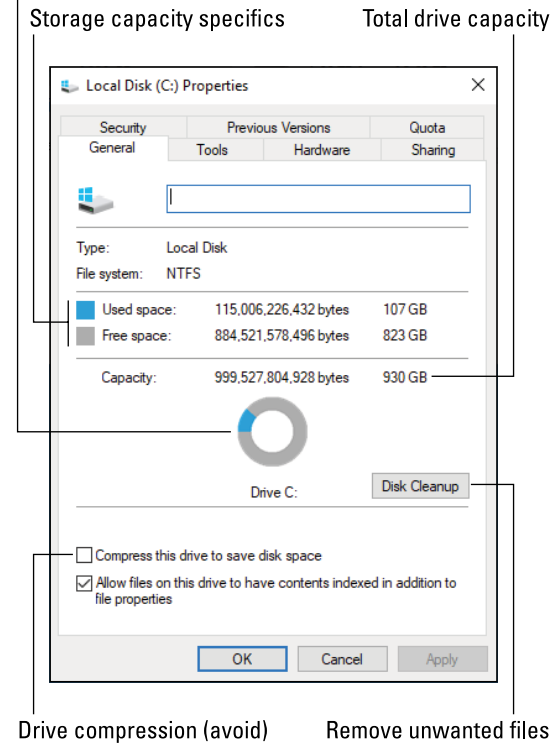 Storage capacity specifics
Total drive capacity
Local Disk (C:) Properties
Security Previous Versions Quota
General Tools Hardware Sharing
Type: Local Disk
File system: NTFS
Used space: 115,006,226,432 bytes 107 GB
Free space: 884,521,578,496 bytes 823 GB
Capacity: 999,527,804,928 bytes 930 GB
Drive C:
Disk Cleanup
Compress this drive to save disk space
Allow files on this drive to have contents indexed in addition to
file properties
OK Cancel Apply
Drive compression (avoid)
Remove unwanted files